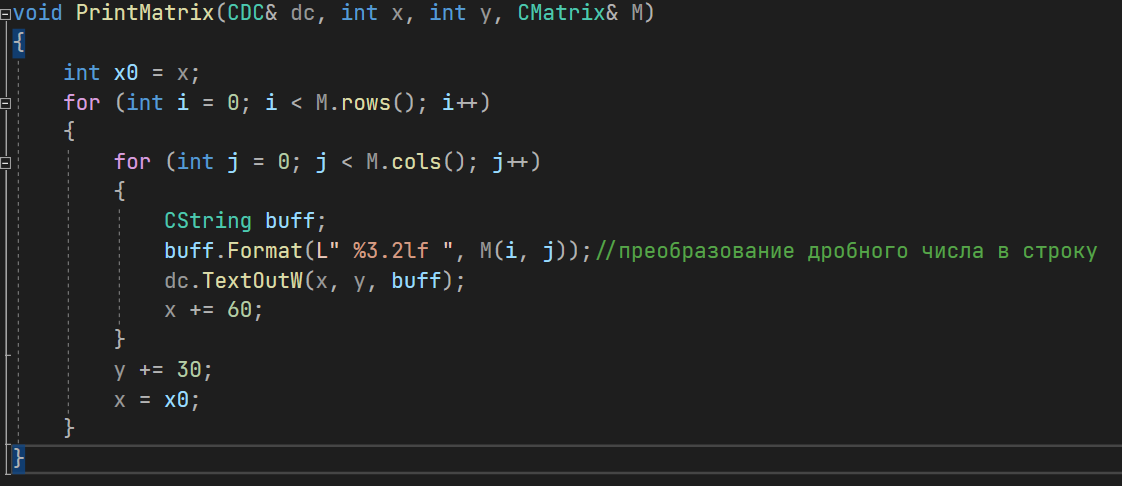 void PrintMatrix(CDC& dc, int x, int y, CMatrix& M)
{
    int x0 = x;
    for (int i = 0; i < M.rows(); i++)
    {
        for (int j = 0; j < M.cols(); j++)
        {
            CString buff;
            buff.Format(L" %3.2lf ", M(i, j));//преобразование дробного числа в строку
            dc.TextOutW(x, y, buff);
            x += 60;
        }
        y += 30;
        x = x0;
    }
}